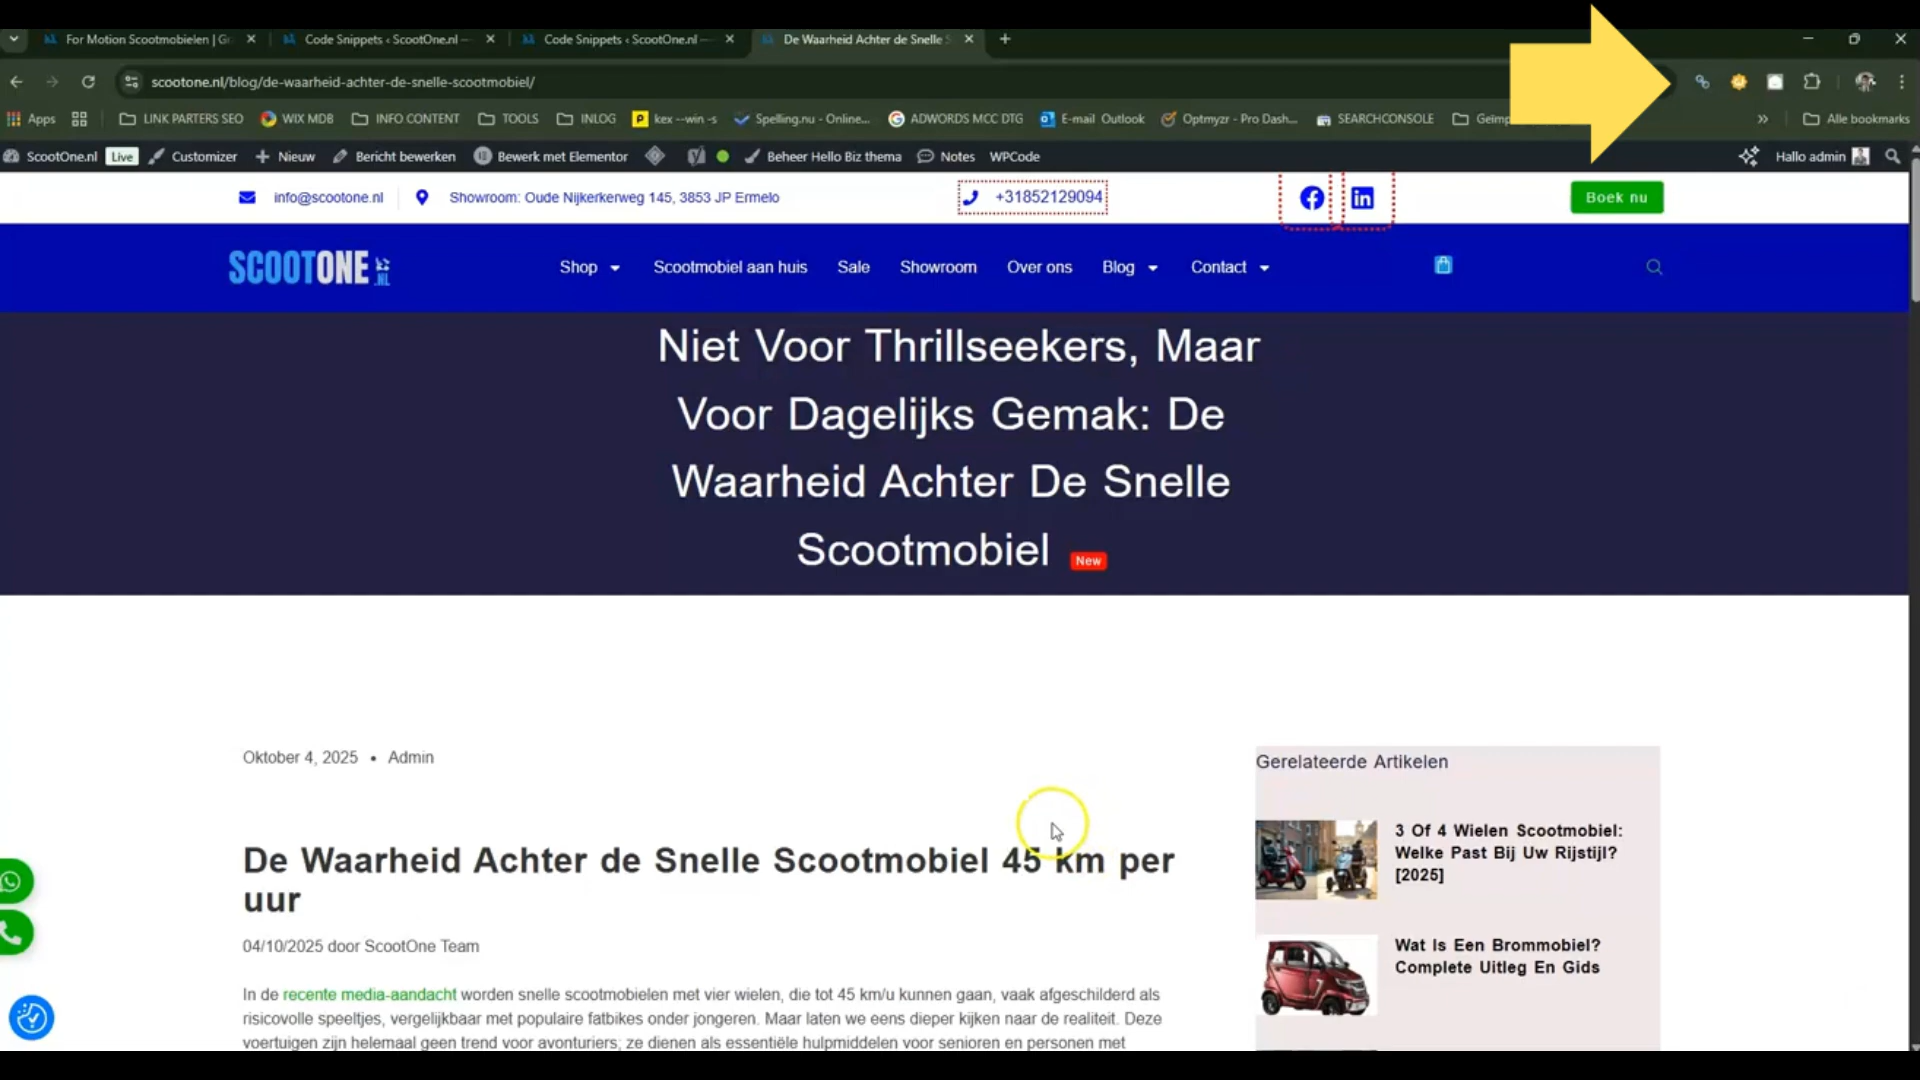 For Motion Scootmobielen | G
Code Snippets ‹ ScootOne.nl —
Code Snippets ‹ ScootOne.nl —
De Waarheid Achter de Snelle S
scootone.nl/blog/de-waarheid-achter-de-snelle-scootmobiel/
Apps
LINK PARTERS SEO
WIX MDB
INFO CONTENT
TOOLS
INLOG
kex --win -s
Spelling.nu - Online...
ADWORDS MCC DTG
E-mail Outlook
Optmyzr - Pro Dash...
SEARCHCONSOLE
Alle bookmarks
ScootOne.nl
Live
Customizer
Nieuw
Bericht bewerken
Bewerk met Elementor
Beheer Hello Biz thema
Notes
WPCode
Hallo admin
info@scootone.nl
Showroom: Oude Nijkerkerweg 145, 3853 JP Ermelo
+31852129094
Boek nu
SCOOTONE .NL
Shop
Scootmobiel aan huis
Sale
Showroom
Over ons
Blog
Contact
Niet Voor Thrillseekers, Maar
Voor Dagelijks Gemak: De
Waarheid Achter De Snelle
Scootmobiel New
Oktober 4, 2025 • Admin
De Waarheid Achter de Snelle Scootmobiel 45 km per
uur
04/10/2025 door ScootOne Team
In de recente media-aandacht worden snelle scootmobielen met vier wielen, die tot 45 km/u kunnen gaan, vaak afgeschilderd als
risicovolle speeltjes, vergelijkbaar met populaire fatbikes onder jongeren. Maar laten we eens dieper kijken naar de realiteit. Deze
voertuigen zijn helemaal geen trend voor avonturiers; ze dienen als essentiële hulpmiddelen voor senioren en personen met
Gerelateerde Artikelen
3 Of 4 Wielen Scootmobiel:
Welke Past Bij Uw Rijstijl?
[2025]
Wat Is Een Brommobiel?
Complete Uitleg En Gids